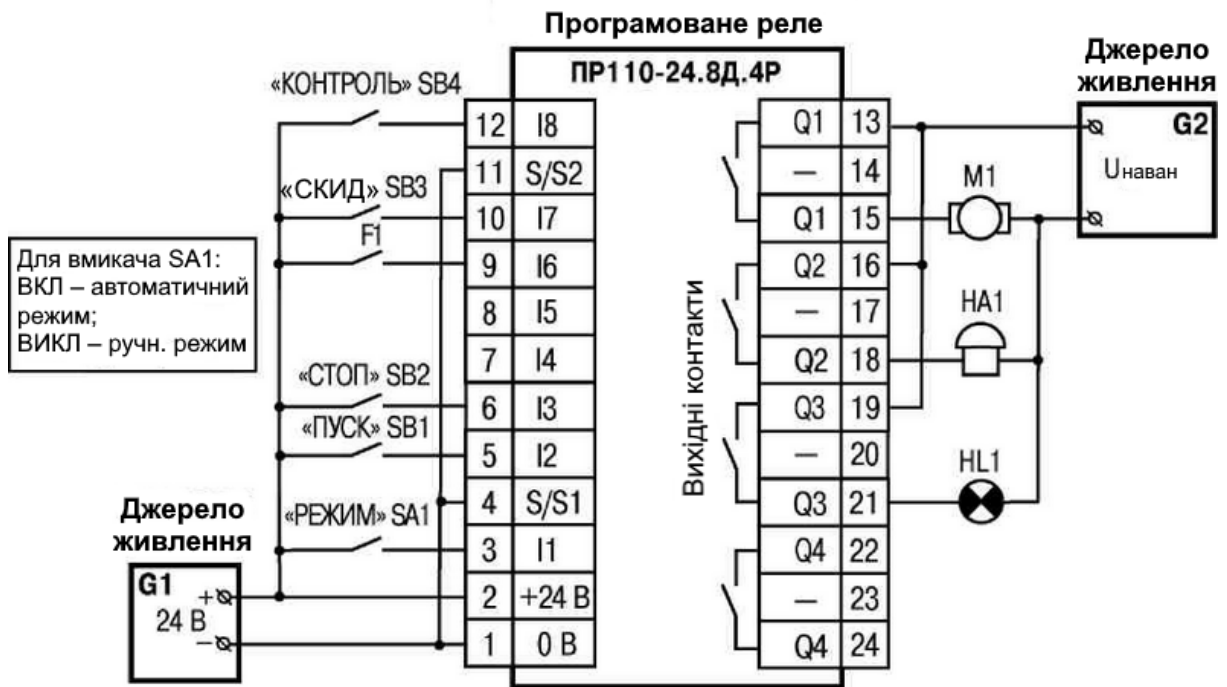 Програмоване реле
ПР110-24.8Д.4Р
Джерело
живлення
G2
Uнаван
«КОНТРОЛЬ» SB4
«СКИД» SB3
F1
Для вмикача SA1:
ВКЛ – автоматичний
режим;
ВИКЛ – ручн. режим
«СТОП» SB2
«ПУСК» SB1
«РЕЖИМ» SA1
Джерело
живлення
G1
+
24 В
–
12 I8
11 S/S2
10 I7
9 I6
8 I5
7 I4
6 I3
5 I2
4 S/S1
3 I1
2 +24 В
1 0 В
Вихідні контакти
Q1 13
– 14
Q1 15
Q2 16
– 17
Q2 18
Q3 19
– 20
Q3 21
Q4 22
– 23
Q4 24
M1
HA1
HL1